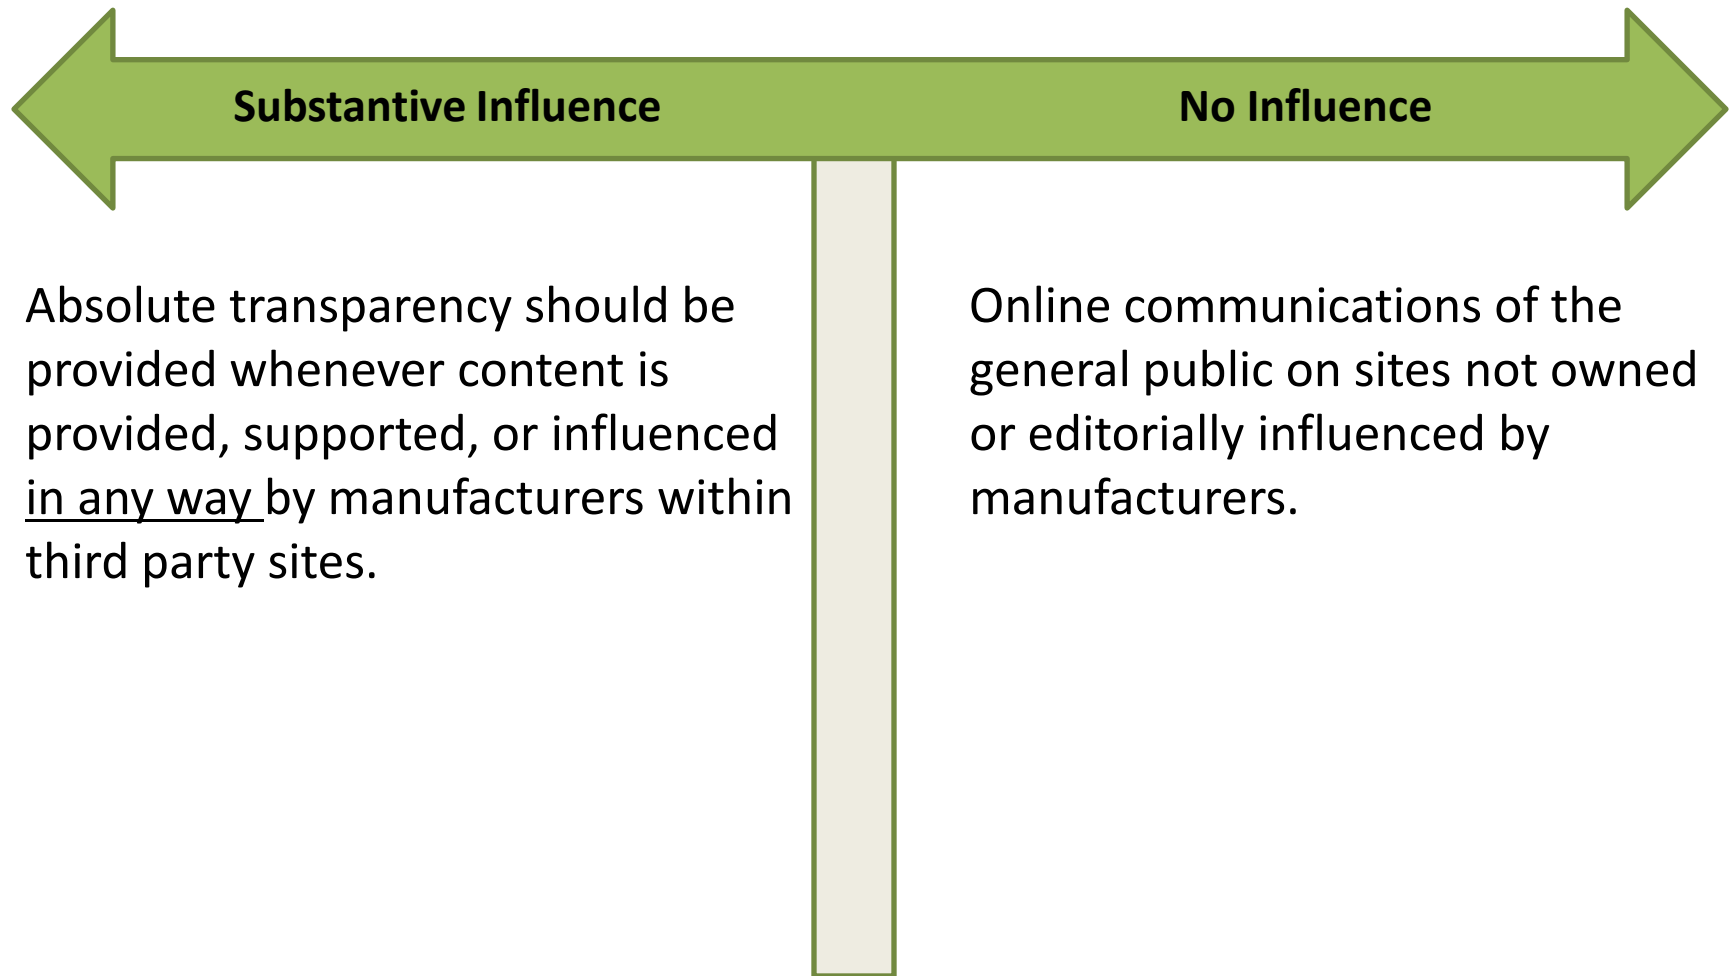 Substantive Influence
No Influence
Absolute transparency should be
provided whenever content is
provided, supported, or influenced
in any way by manufacturers within
third party sites.
Online communications of the
general public on sites not owned
or editorially influenced by
manufacturers.